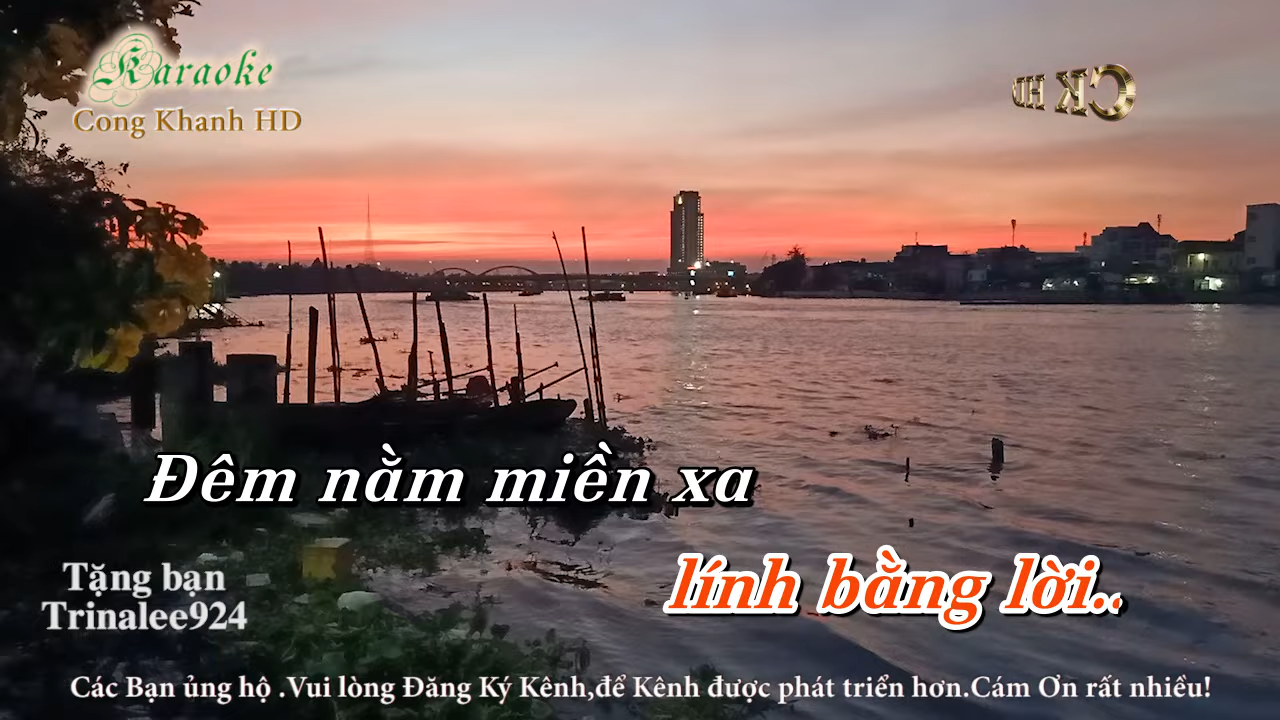 Karaoke
Cong Khanh HD
CK HD
Đêm nằm miền xa
lính bằng lời..
Tặng bạn
Trinalee924
Các Bạn ủng hộ .Vui lòng Đăng Ký Kênh,để Kênh được phát triển hơn.Cám Ơn rất nhiều!